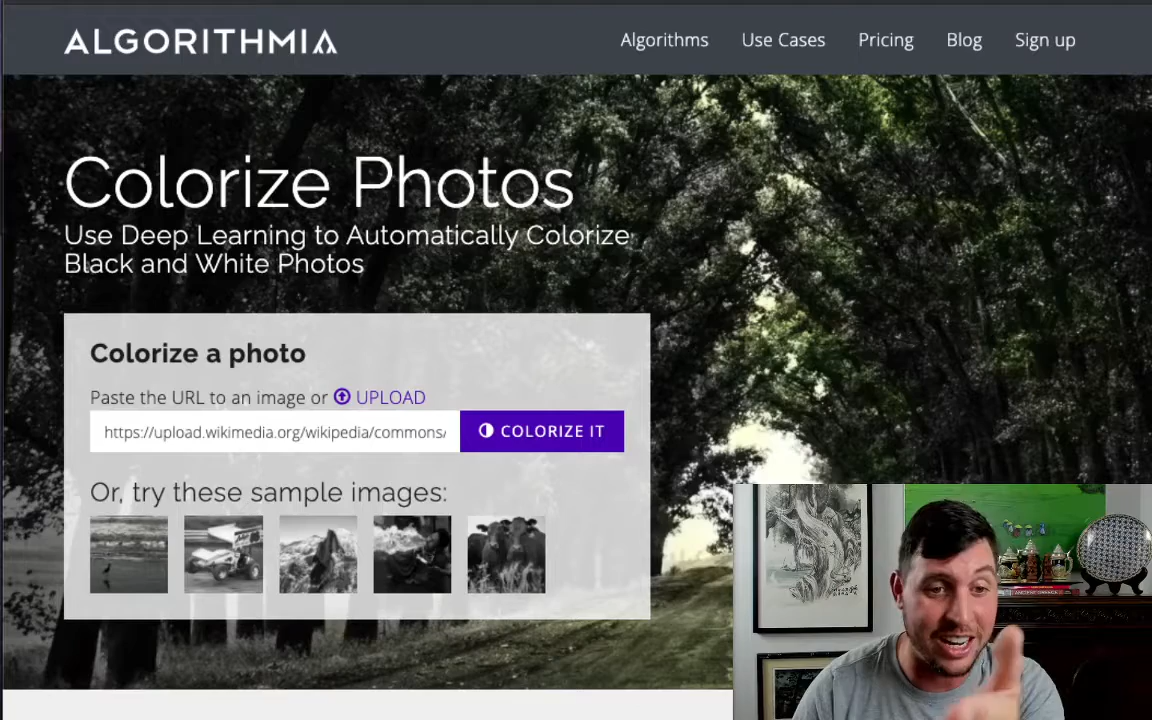 ALGORITHMIA
Algorithms Use Cases Pricing Blog Sign up
Colorize Photos
Use Deep Learning to Automatically Colorize
Black and White Photos
Colorize a photo
Paste the URL to an image or UPLOAD
https://upload.wikimedia.org/wikipedia/commons/
COLORIZE IT
Or, try these sample images:
ANCIENT GREECE